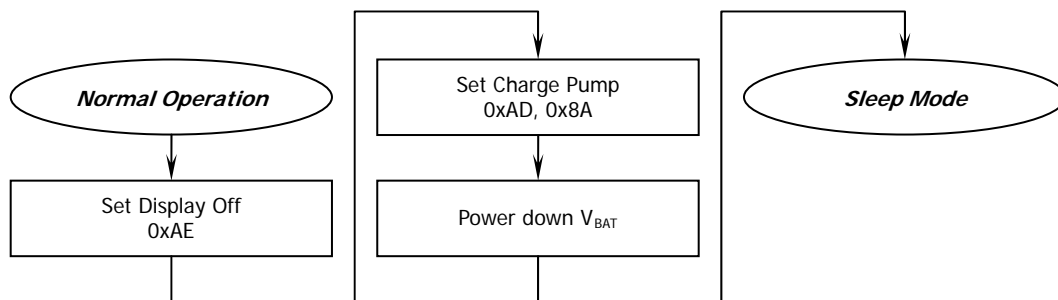 Normal Operation
Set Display Off
0xAE
Set Charge Pump
0xAD, 0x8A
Power down VBAT
Sleep Mode